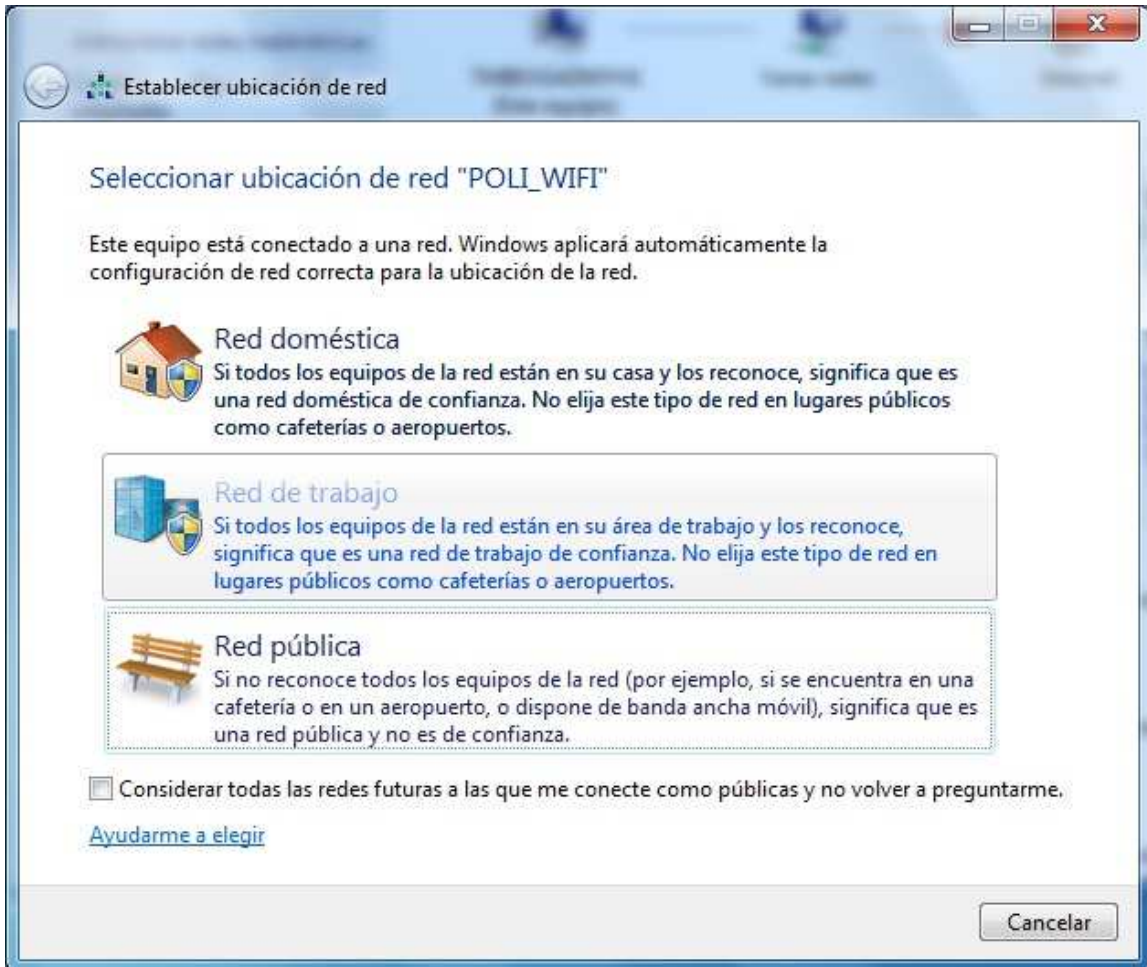 Establecer ubicación de red
Seleccionar ubicación de red "POLI_WIFI"
Este equipo está conectado a una red. Windows aplicará automáticamente la
configuración de red correcta para la ubicación de la red.
Red doméstica
Si todos los equipos de la red están en su casa y los reconoce, significa que es
una red doméstica de confianza. No elija este tipo de red en lugares públicos
como cafeterías o aeropuertos.
Red de trabajo
Si todos los equipos de la red están en su área de trabajo y los reconoce,
significa que es una red de trabajo de confianza. No elija este tipo de red en
lugares públicos como cafeterías o aeropuertos.
Red pública
Si no reconoce todos los equipos de la red (por ejemplo, si se encuentra en una
cafetería o en un aeropuerto, o dispone de banda ancha móvil), significa que es
una red pública y no es de confianza.
Considerar todas las redes futuras a las que me conecte como públicas y no volver a preguntarme.
Ayudarme a elegir
Cancelar